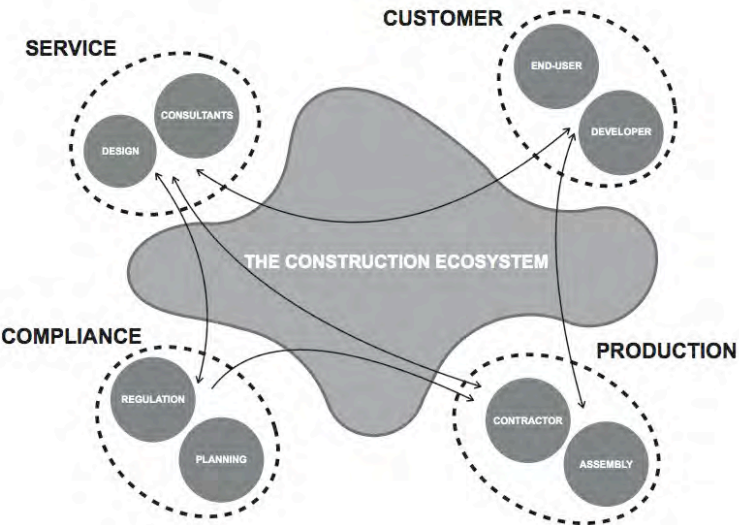 CUSTOMER
SERVICE
END-USER
CONSULTANTS
DEVELOPER
DESIGN
THE CONSTRUCTION ECOSYSTEM
COMPLIANCE
PRODUCTION
REGULATION
CONTRACTOR
PLANNING
ASSEMBLY